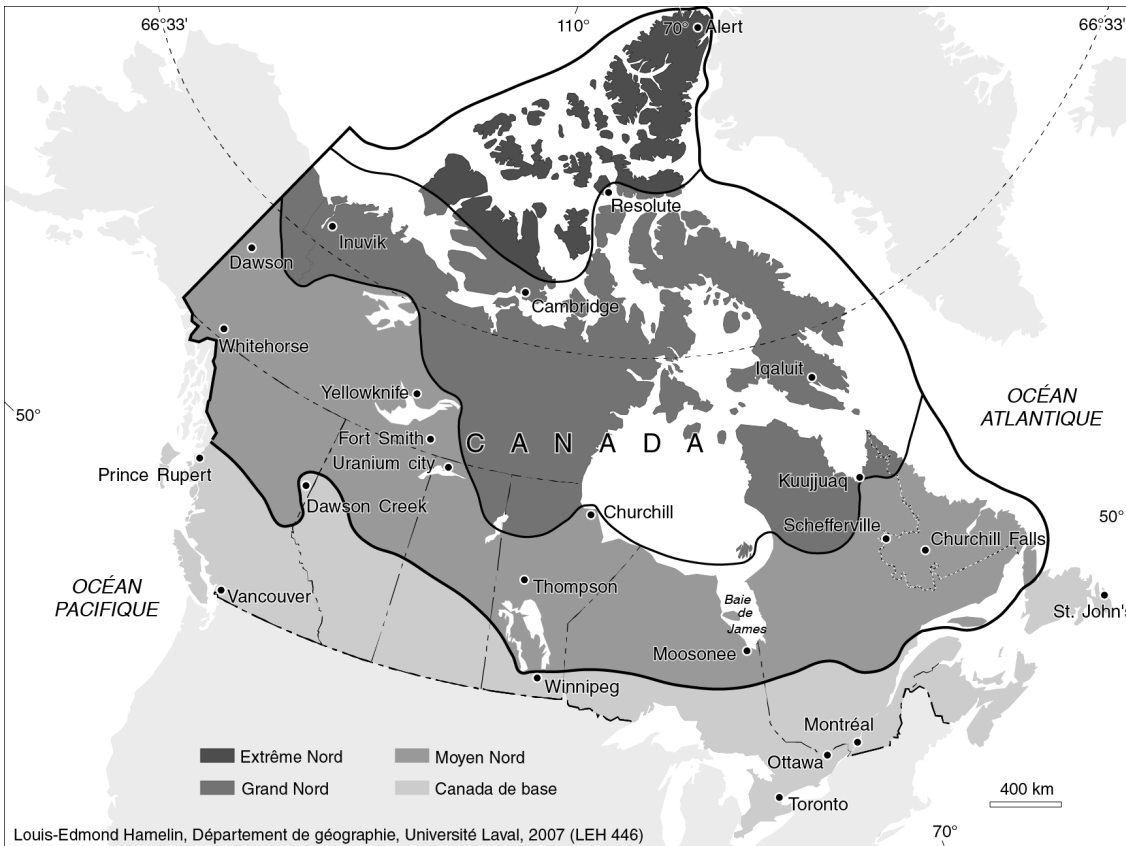 66°33'
110°
70°
Alert
66°33'
Resolute
Inuvik
Dawson
Cambridge
Whitehorse
Iqaluit
Yellowknife
OCÉAN
ATLANTIQUE
50°
Fort Smith
CANADA
Uranium city
Prince Rupert
Kuujjuaq
Dawson Creek
Churchill
50°
Schefferville
Churchill Falls
OCÉAN
PACIFIQUE
Thompson
Vancouver
Baie
de
James
St. John's
Moosonee
Winnipeg
Montréal
Ottawa
Extrême Nord
Moyen Nord
Grand Nord
Canada de base
400 km
Toronto
70°
Louis-Edmond Hamelin, Département de géographie, Université Laval, 2007 (LEH 446)